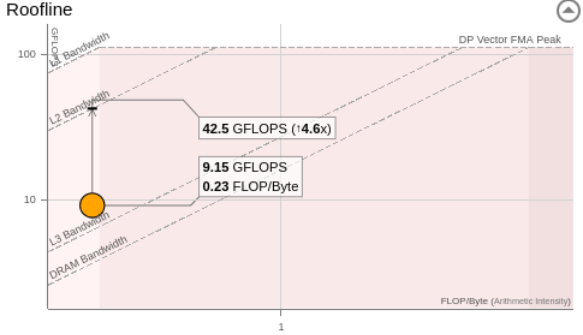 Roofline
GFLOPS
L1 Bandwidth
DP Vector FMA Peak
100
L2 Bandwidth
42.5 GFLOPS (↑4.6x)
9.15 GFLOPS
0.23 FLOP/Byte
10
L3 Bandwidth
DRAM Bandwidth
FLOP/Byte (Arithmetic Intensity)
1